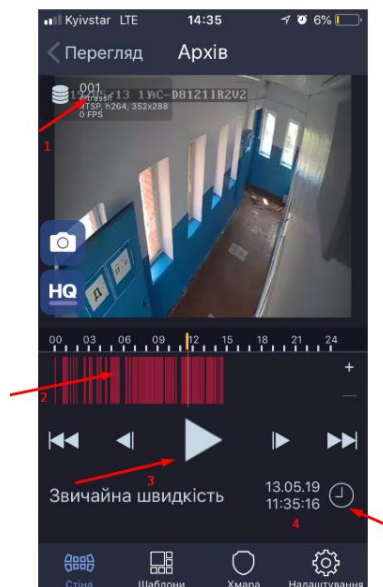 Kyivstar LTE 14:35 6%
Перегляд Архів
001
Trassir
RTSP, h264, 352x288
0 FPS
1
HQ
00 03 06 09 12 15 18 21 24
+
2
—
3
Звичайна швидкість
13.05.19
11:35:16
4
Стіна Шаблони Хмара Налаштування